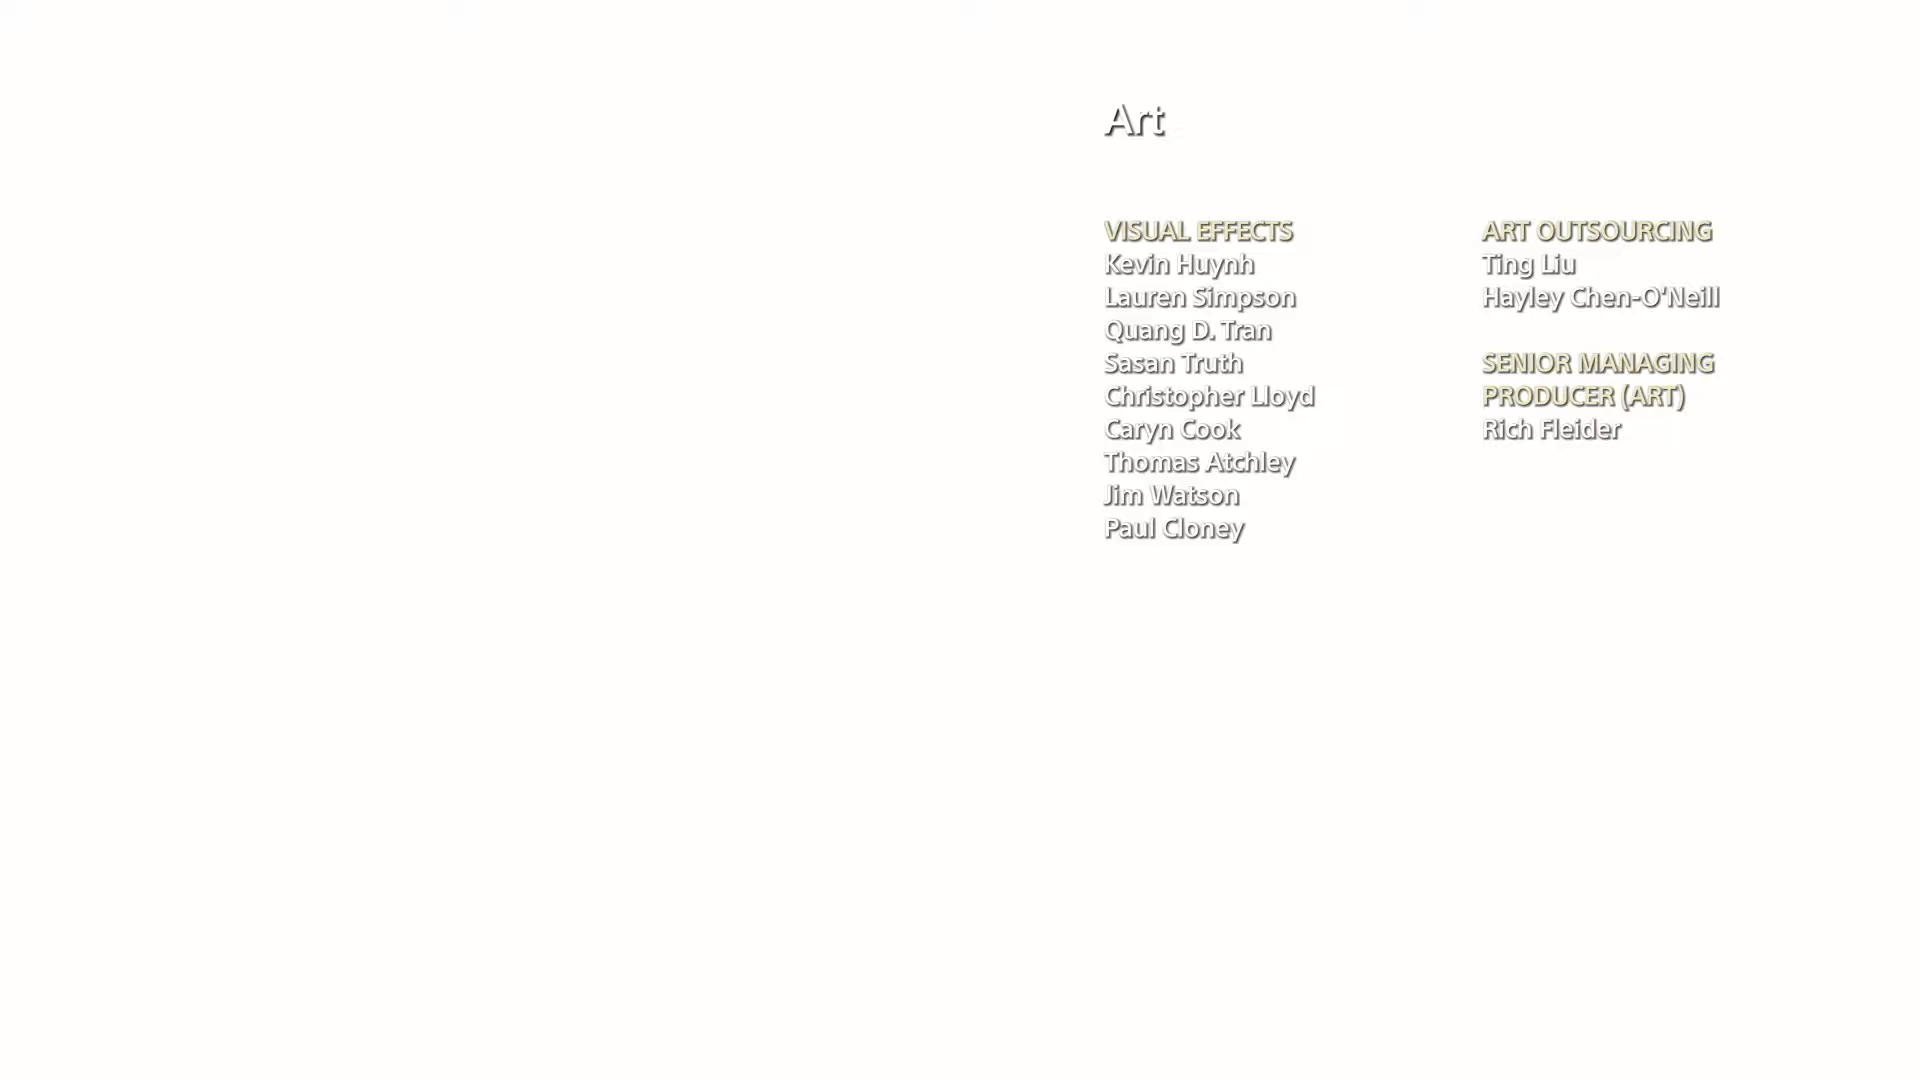 Art
VISUAL EFFECTS
Kevin Huynh
Lauren Simpson
Quang D. Tran
Sasan Truth
Christopher Lloyd
Caryn Cook
Thomas Atchley
Jim Watson
Paul Cloney
ART OUTSOURCING
Ting Liu
Hayley Chen-O'Neill
SENIOR MANAGING
PRODUCER (ART)
Rich Fleider